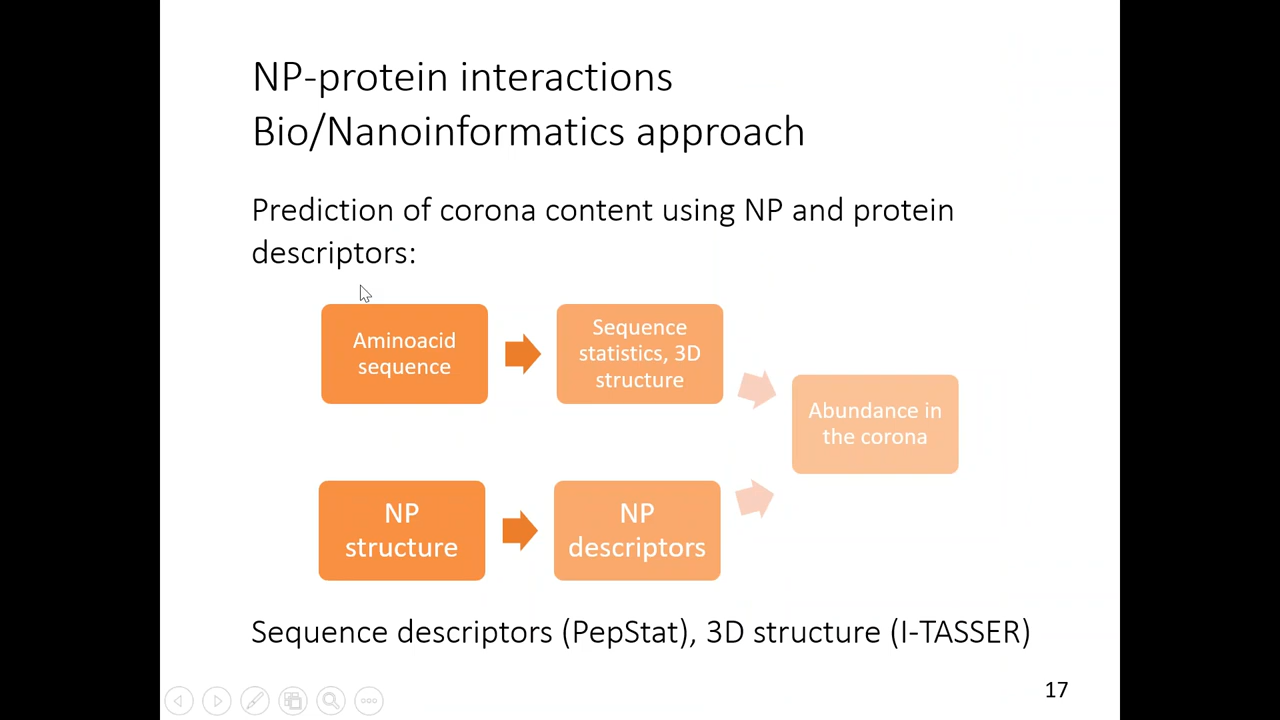 NP-protein interactions
Bio/Nanoinformatics approach
Prediction of corona content using NP and protein
descriptors:
Aminoacid
sequence
Sequence
statistics, 3D
structure
Abundance in
the corona
NP
structure
NP
descriptors
Sequence descriptors (PepStat), 3D structure (I-TASSER)
17